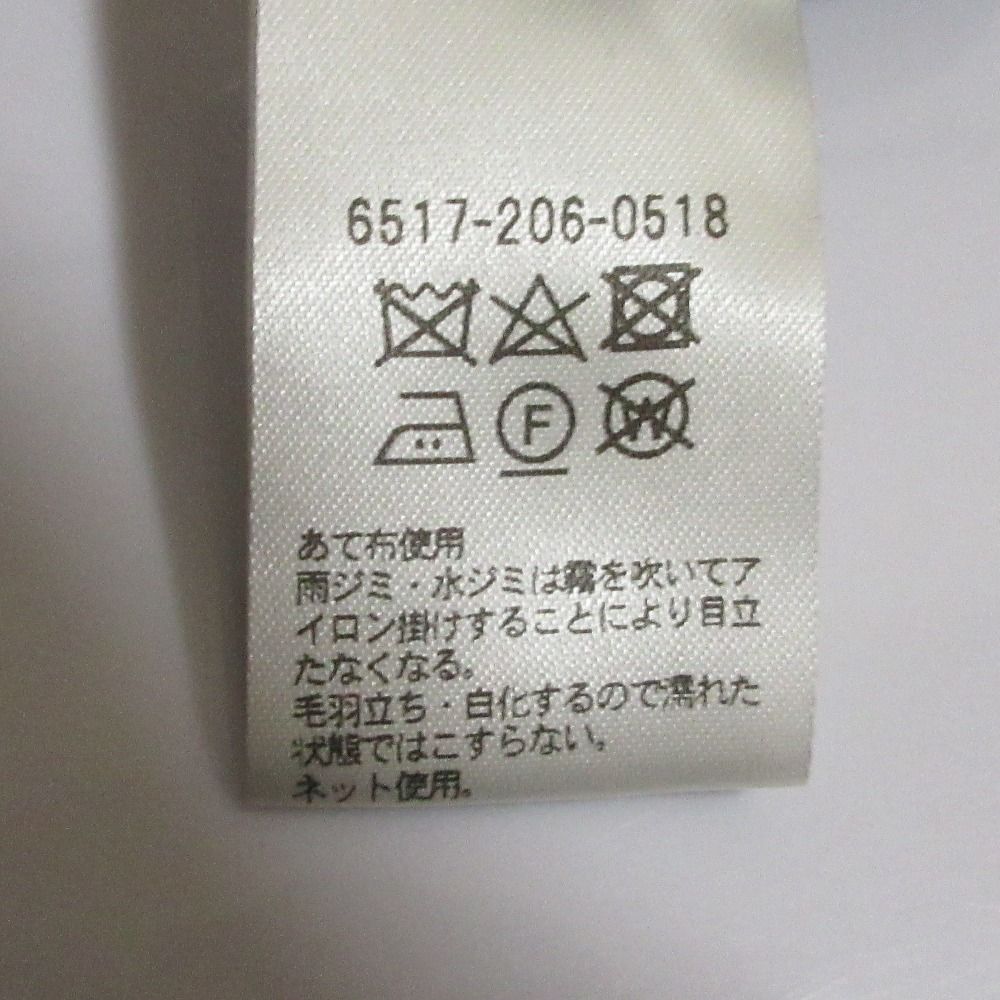 6517-206-0518
F
W
あて布使用
雨ジミ・水ジミは霧を吹いてア
イロン掛けすることにより目立
たなくなる。
毛羽立ち・白化するので濡れた
状態ではこすらない。
ネット使用。